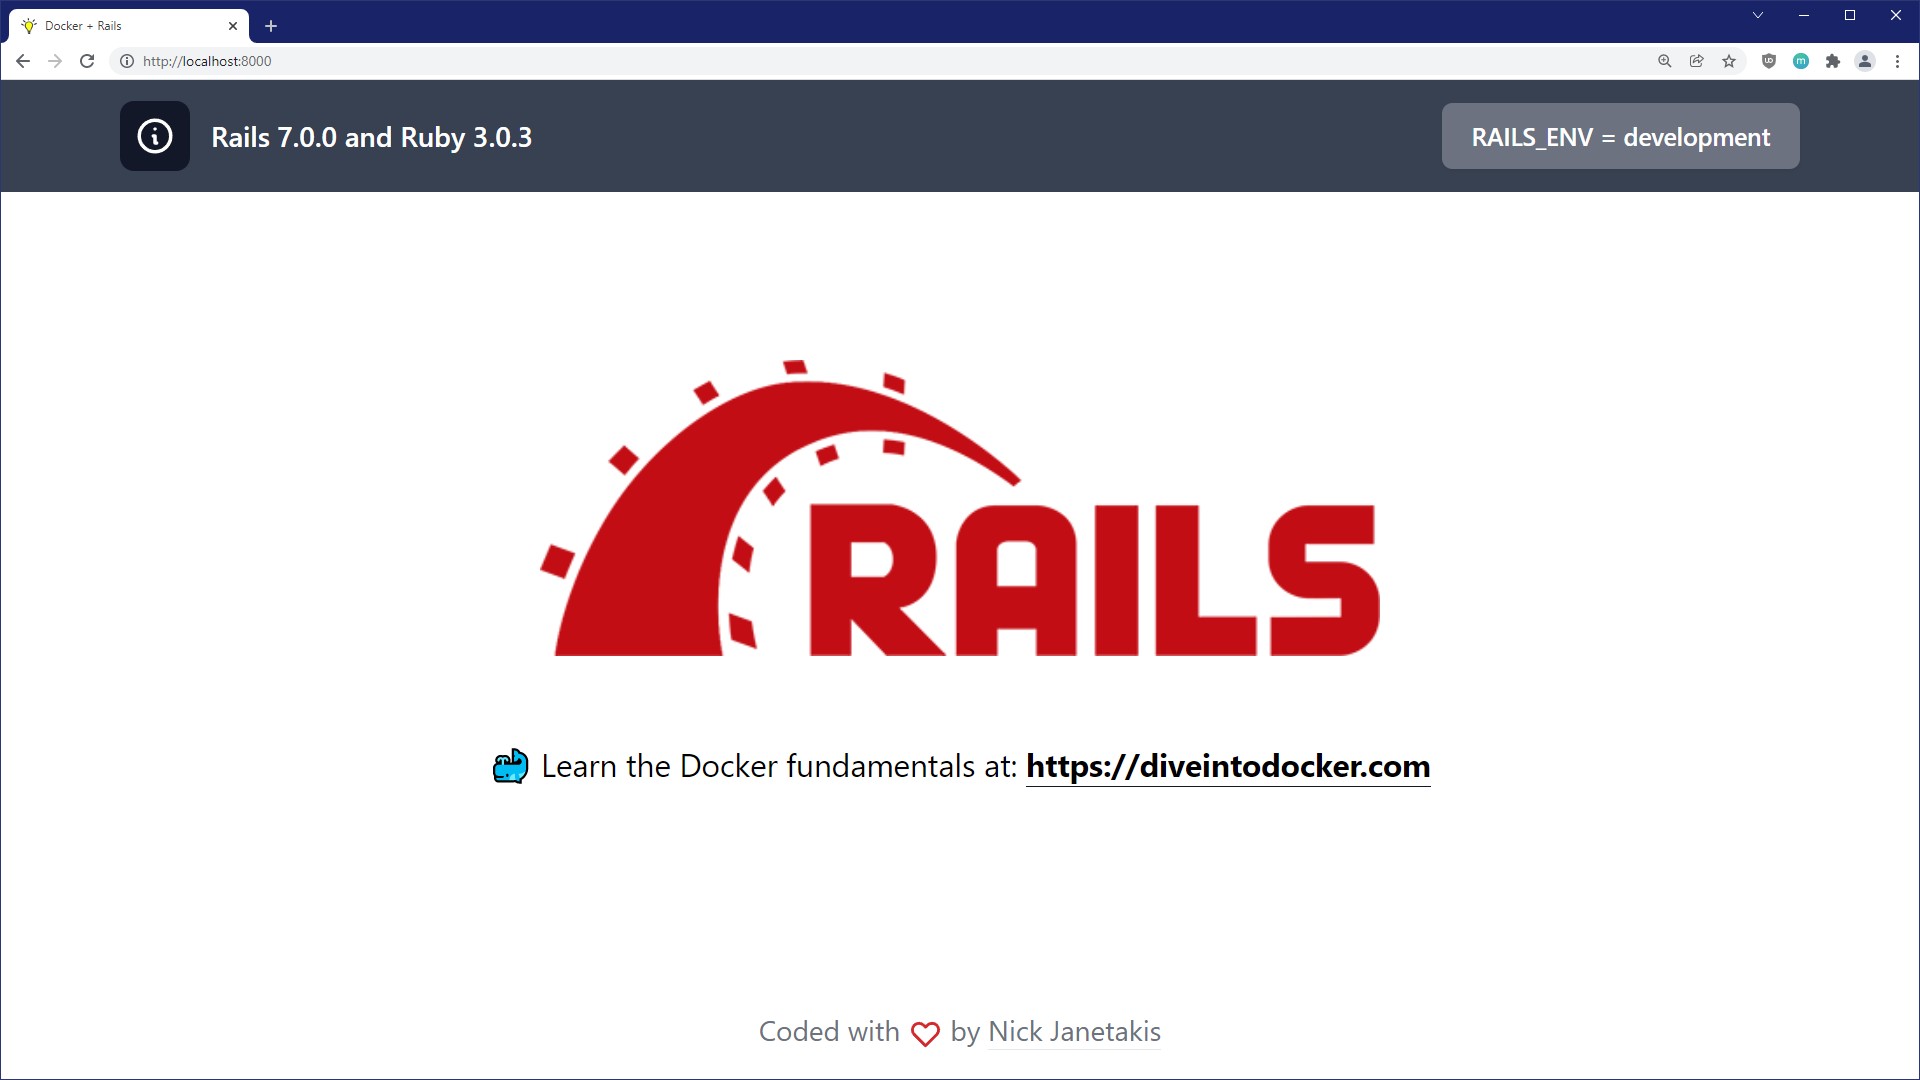 Docker + Rails
http://localhost:8000
Rails 7.0.0 and Ruby 3.0.3
RAILS_ENV = development
RAILS
Learn the Docker fundamentals at: https://diveintodocker.com
Coded with by Nick Janetakis